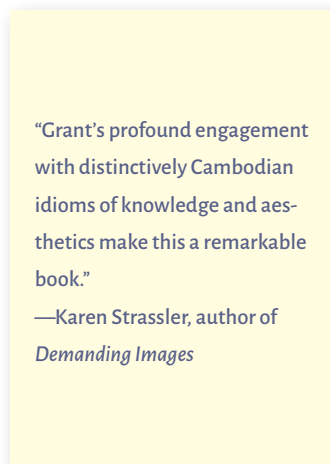 “Grant’s profound engagement
with distinctively Cambodian
idioms of knowledge and aes-
thetics make this a remarkable
book.”
—Karen Strassler, author of
Demanding Images